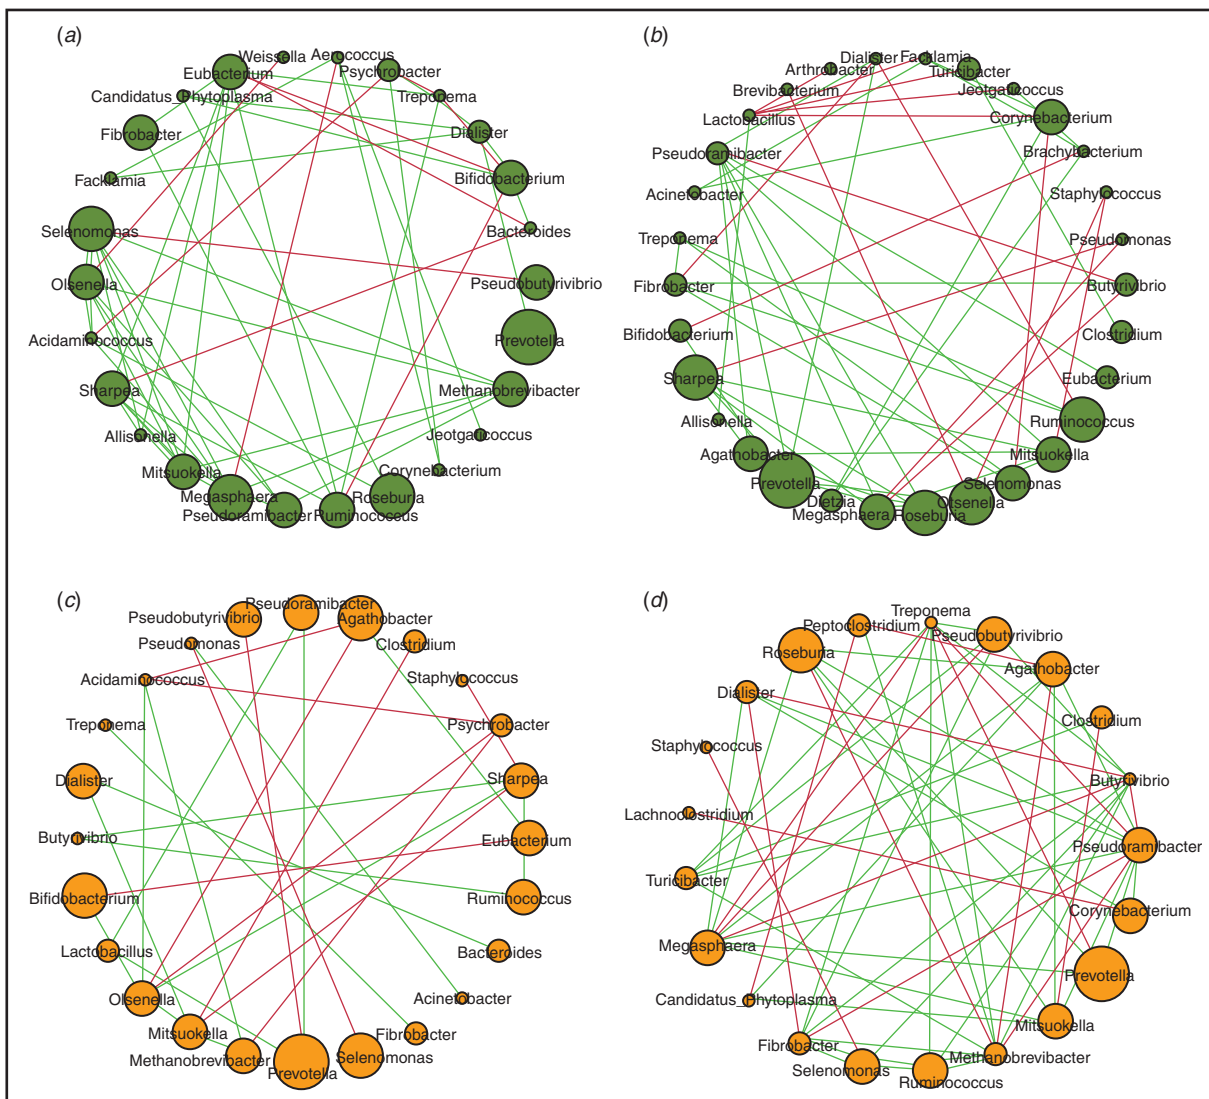 (a)
Weissella
Aerococcus
Eubacterium
Psychrobacter
Candidatus_Phytoplasma
Treponema
Fibrobacter
Dialister
Facklamia
Bifidobacterium
Selenomonas
Bacteroides
Olsenella
Pseudobutyrivibrio
Acidaminococcus
Prevotella
Sharpea
Methanobrevibacter
Allisonella
Jeotgalicoccus
Mitsuokella
Corynebacterium
Megasphaera
Roseburia
Pseudoramibacter
Ruminococcus
(b)
Dialister
Facklamia
Arthrobacter
Turicibacter
Brevibacterium
Jeotgalicoccus
Lactobacillus
Corynebacterium
Pseudoramibacter
Brachybacterium
Acinetobacter
Staphylococcus
Treponema
Pseudomonas
Fibrobacter
Butyrivibrio
Bifidobacterium
Clostridium
Sharpea
Eubacterium
Allisonella
Ruminococcus
Agathobacter
Mitsuokella
Prevotella
Selenomonas
Dietzia
Olsenella
Megasphaera
Roseburia
(c)
Pseudoramibacter
Pseudobutyrivibrio
Agathobacter
Pseudomonas
Clostridium
Acidaminococcus
Staphylococcus
Treponema
Psychrobacter
Dialister
Sharpea
Butyrivibrio
Eubacterium
Bifidobacterium
Ruminococcus
Lactobacillus
Bacteroides
Olsenella
Acinetobacter
Mitsuokella
Fibrobacter
Methanobrevibacter
Selenomonas
Prevotella
(d)
Treponema
Peptoclostridium
Pseudobutyrivibrio
Roseburia
Agathobacter
Dialister
Clostridium
Staphylococcus
Butyrivibrio
Lachnoclostridium
Pseudoramibacter
Turicibacter
Corynebacterium
Megasphaera
Prevotella
Candidatus_Phytoplasma
Mitsuokella
Fibrobacter
Methanobrevibacter
Selenomonas
Ruminococcus